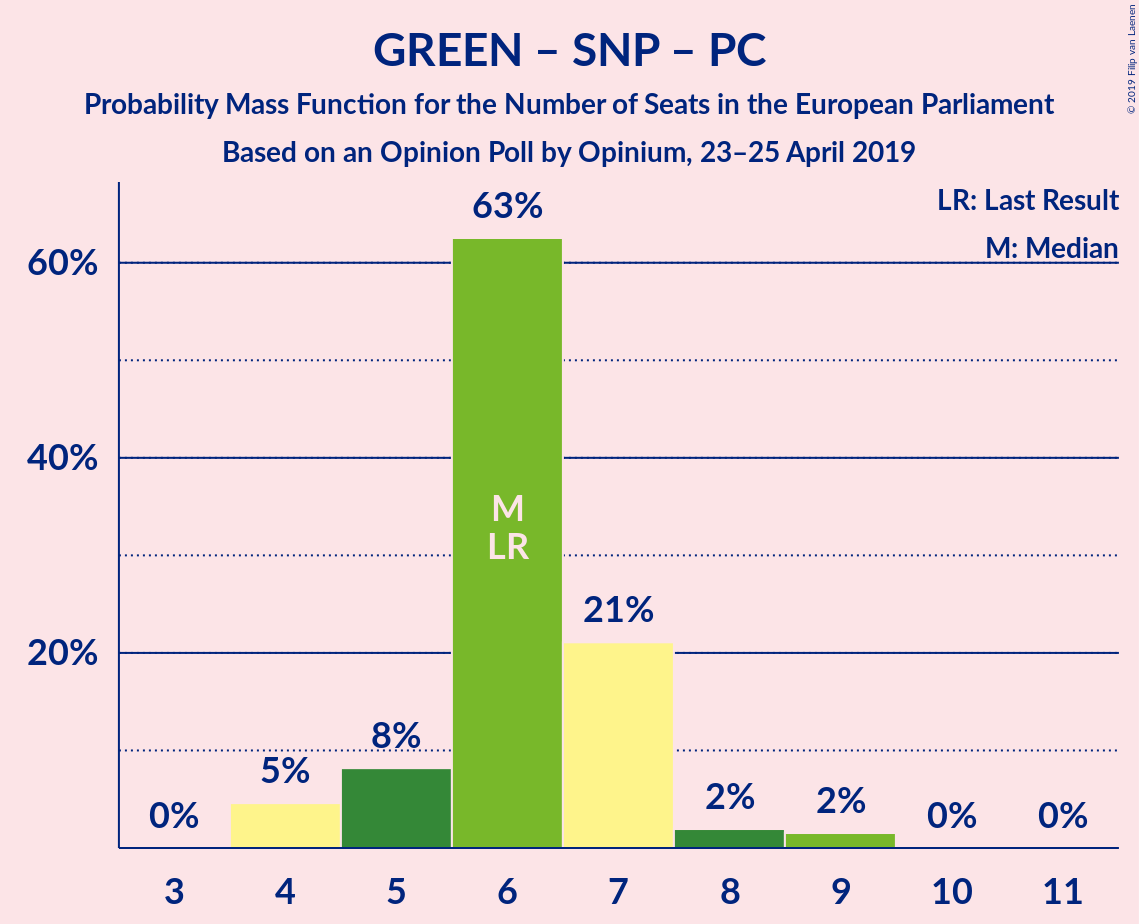 GREEN – SNP – PC
Probability Mass Function for the Number of Seats in the European Parliament
Based on an Opinion Poll by Opinium, 23–25 April 2019
© 2019 Filip van Laenen
LR: Last Result
M: Median
63%
60%
40%
M
LR
21%
20%
8%
5%
2%
2%
0%
0%
0%
3 4 5 6 7 8 9 10 11